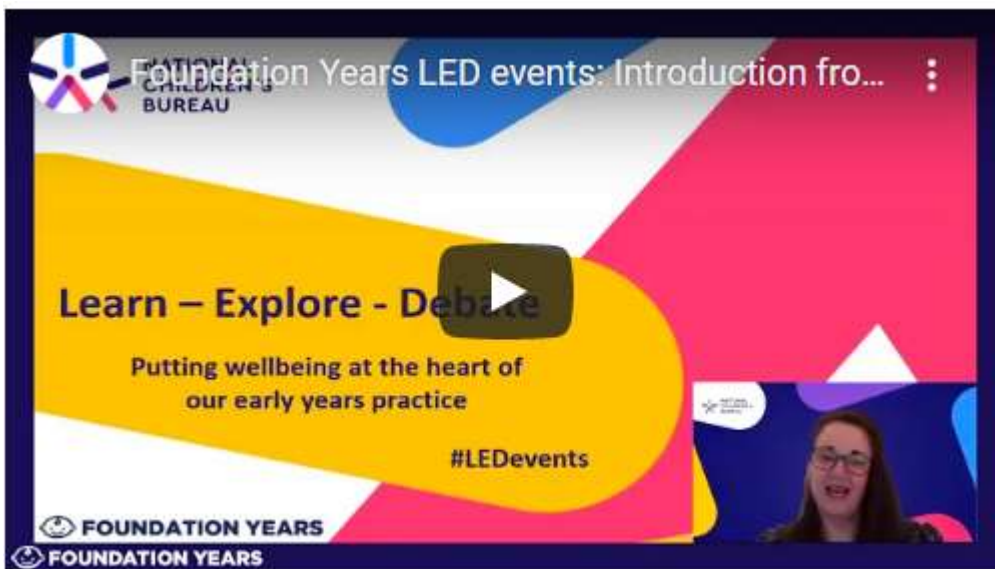 Foundation Years LED events: Introduction fro...
NATIONAL
CHILDREN'S
BUREAU
Learn – Explore - Debate
Putting wellbeing at the heart of
our early years practice
#LEDevents
FOUNDATION YEARS
FOUNDATION YEARS